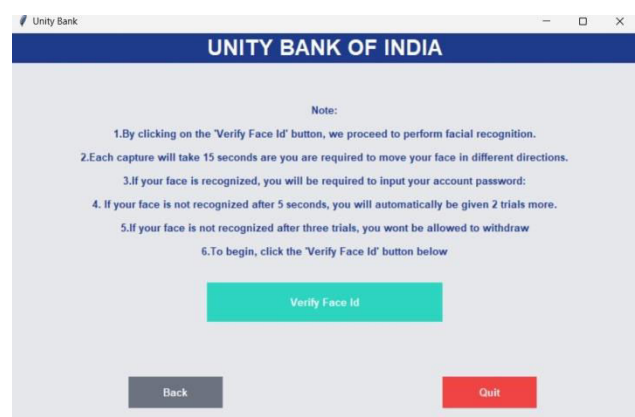 Unity Bank
UNITY BANK OF INDIA
Note:
1.By clicking on the 'Verify Face Id' button, we proceed to perform facial recognition.
2.Each capture will take 15 seconds are you are required to move your face in different directions.
3.If your face is recognized, you will be required to input your account password:
4. If your face is not recognized after 5 seconds, you will automatically be given 2 trials more.
5.If your face is not recognized after three trials, you wont be allowed to withdraw
6.To begin, click the 'Verify Face Id' button below
Verify Face Id
Back
Quit